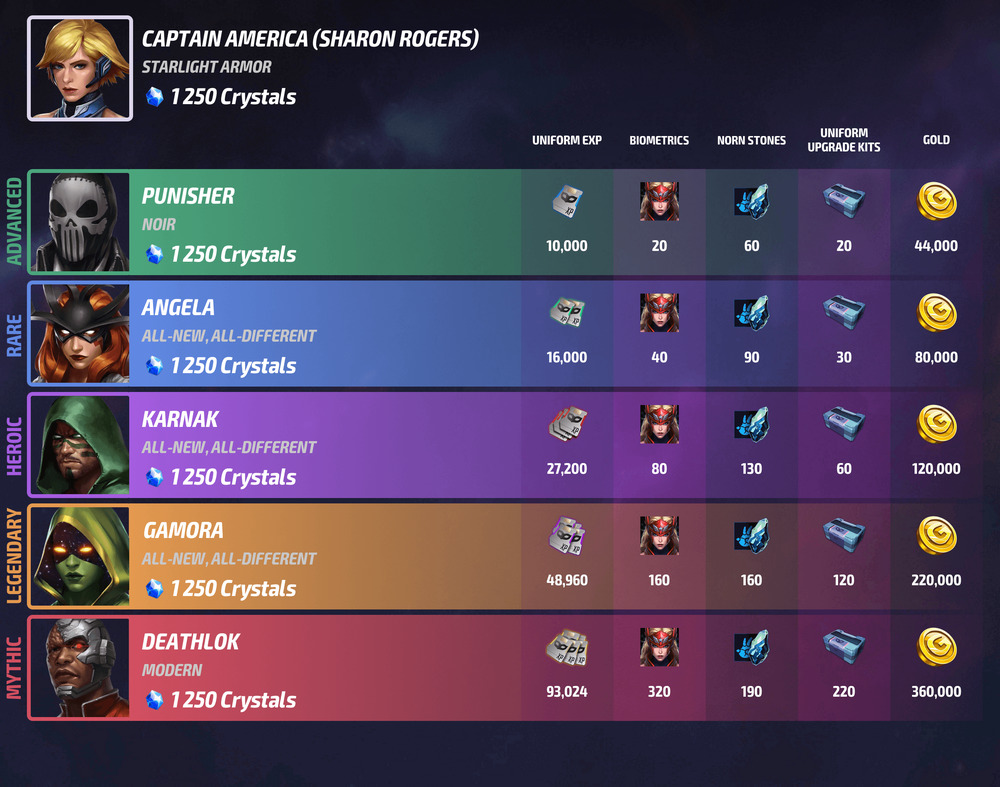 CAPTAIN AMERICA (SHARON ROGERS)
STARLIGHT ARMOR
1 250 Crystals
UNIFORM EXP
BIOMETRICS
NORN STONES
UNIFORM
UPGRADE KITS
GOLD
ADVANCED
PUNISHER
NOIR
1 250 Crystals
10,000
20
60
20
44,000
RARE
ANGELA
ALL-NEW, ALL-DIFFERENT
1 250 Crystals
16,000
40
90
30
80,000
HEROIC
KARNAK
ALL-NEW, ALL-DIFFERENT
1 250 Crystals
27,200
80
130
60
120,000
LEGENDARY
GAMORA
ALL-NEW, ALL-DIFFERENT
1 250 Crystals
48,960
160
160
120
220,000
MYTHIC
DEATHLOK
MODERN
1 250 Crystals
93,024
320
190
220
360,000